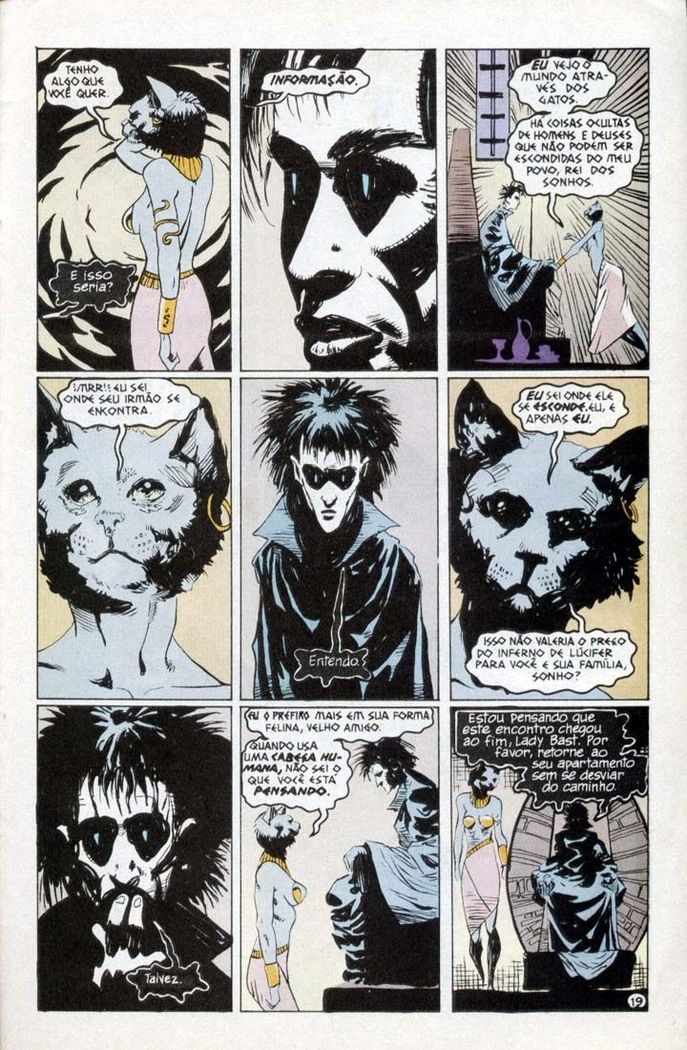 TENHO
ALGO QUE
VOCÊ QUER.
E isso
seria?
INFORMAÇÃO.
EU VEJO O
MUNDO ATRA-
VÉS DOS
GATOS.
HÁ COISAS OCULTAS
DE HOMENS E DEUSES
QUE NÃO PODEM SER
ESCONDIDAS DO MEU
POVO, REI DOS
SONHOS.
:MRR!: EU SEI
ONDE SEU IRMÃO SE
ENCONTRA.
Entendo.
EU SEI ONDE ELE
SE ESCONDE. EU, E
APENAS EU.
ISSO NÃO VALERIA O PREÇO
DO INFERNO DE LÚCIFER
PARA VOCÊ E SUA FAMÍLIA,
SONHO?
Talvez.
EU O PREFIRO MAIS EM SUA FORMA
FELINA, VELHO AMIGO.
QUANDO USA
UMA CABEÇA HU-
MANA, NÃO SEI O
QUE VOCÊ ESTÁ
PENSANDO.
Estou pensando que
este encontro chegou
ao fim, Lady Bast. Por
favor, retorne ao
seu apartamento
sem se desviar
do caminho.
19